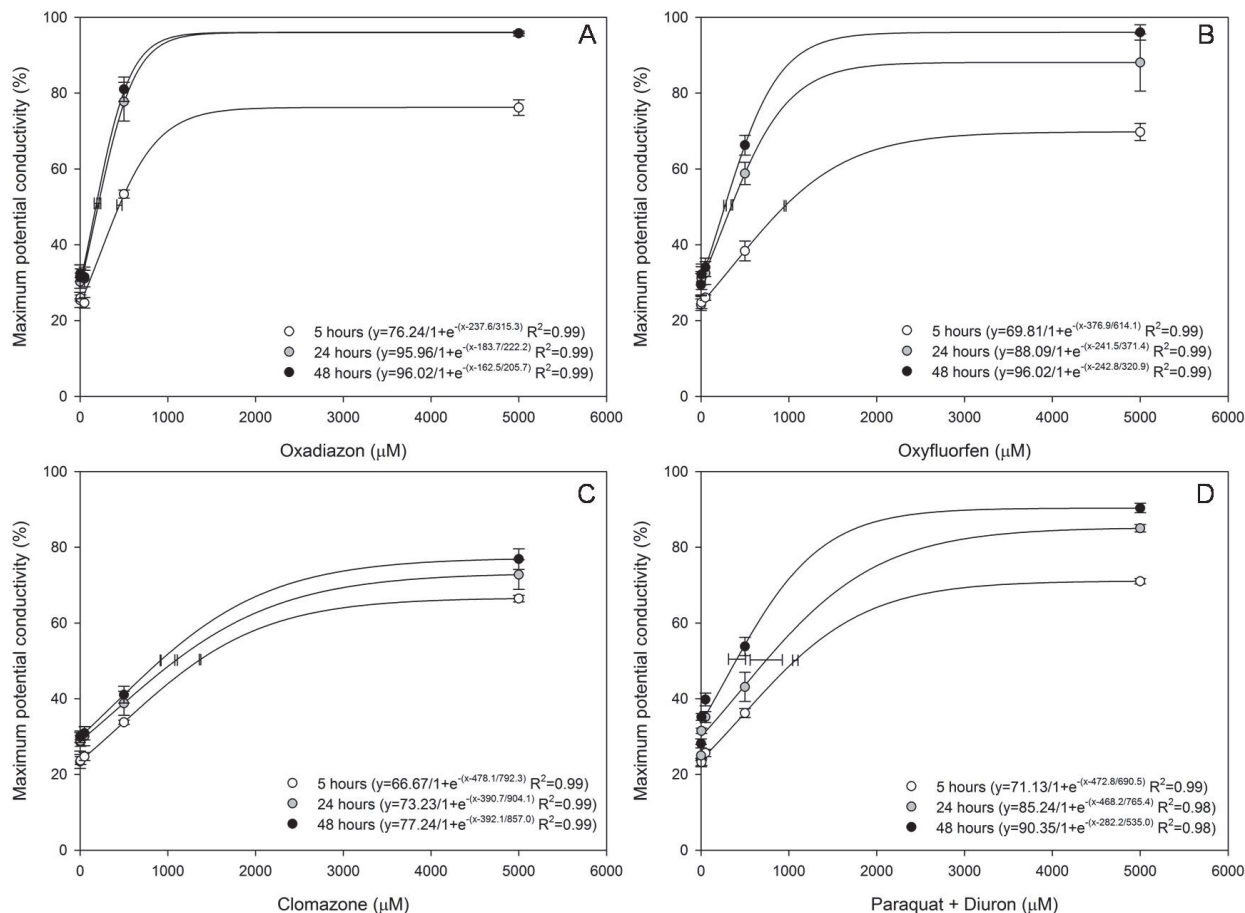 A
Maximum potential conductivity (%)
100
80
60
40
20
0
5 hours (y=76.24/1+e^-(x-237.6/315.3) R²=0.99)
24 hours (y=95.96/1+e^-(x-183.7/222.2) R²=0.99)
48 hours (y=96.02/1+e^-(x-162.5/205.7) R²=0.99)
0 1000 2000 3000 4000 5000 6000
Oxadiazon (µM)
B
Maximum potential conductivity (%)
100
80
60
40
20
0
5 hours (y=69.81/1+e^-(x-376.9/614.1) R²=0.99)
24 hours (y=88.09/1+e^-(x-241.5/371.4) R²=0.99)
48 hours (y=96.02/1+e^-(x-242.8/320.9) R²=0.99)
0 1000 2000 3000 4000 5000 6000
Oxyfluorfen (µM)
C
Maximum potential conductivity (%)
100
80
60
40
20
0
5 hours (y=66.67/1+e^-(x-478.1/792.3) R²=0.99)
24 hours (y=73.23/1+e^-(x-390.7/904.1) R²=0.99)
48 hours (y=77.24/1+e^-(x-392.1/857.0) R²=0.99)
0 1000 2000 3000 4000 5000 6000
Clomazone (µM)
D
Maximum potential conductivity (%)
100
80
60
40
20
0
5 hours (y=71.13/1+e^-(x-472.8/690.5) R²=0.99)
24 hours (y=85.24/1+e^-(x-468.2/765.4) R²=0.98)
48 hours (y=90.35/1+e^-(x-282.2/535.0) R²=0.98)
0 1000 2000 3000 4000 5000 6000
Paraquat + Diuron (µM)